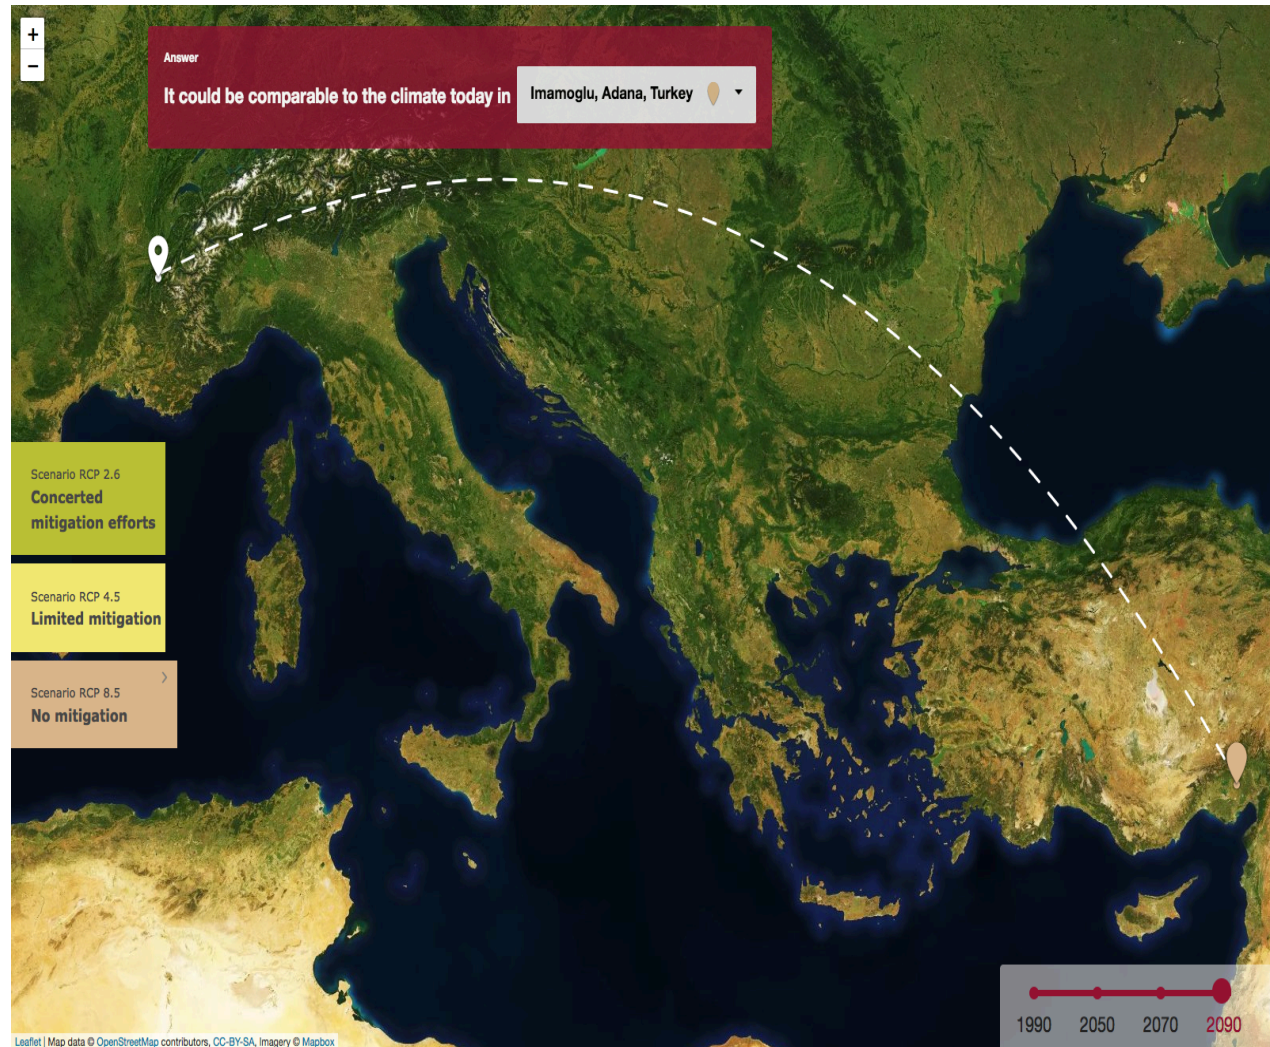 +
−
Answer
It could be comparable to the climate today in
Imamoglu, Adana, Turkey
Scenario RCP 2.6
Concerted
mitigation efforts
Scenario RCP 4.5
Limited mitigation
Scenario RCP 8.5
No mitigation
1990 2050 2070 2090
Leaflet | Map data © OpenStreetMap contributors, CC-BY-SA, Imagery © Mapbox